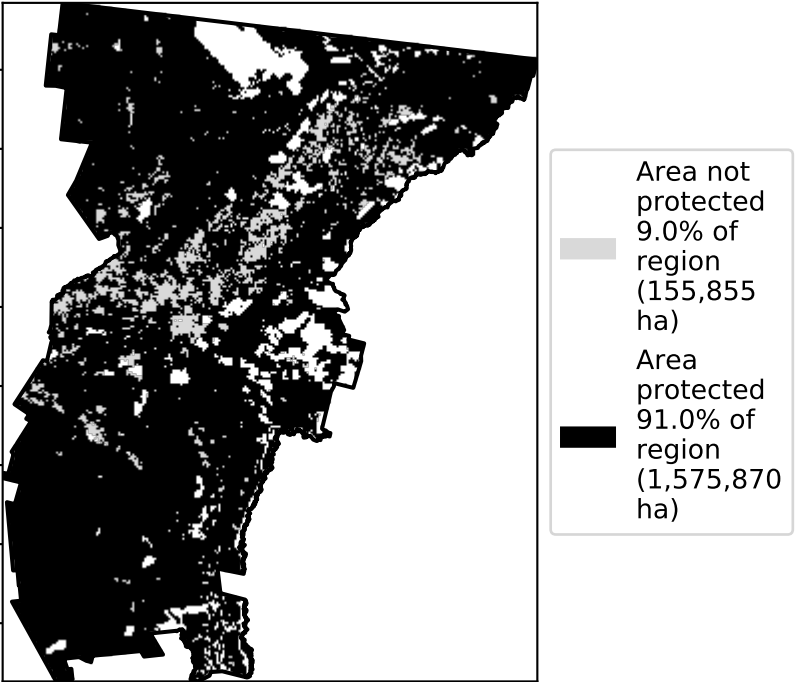 Area not
protected
9.0% of
region
(155,855
ha)
Area
protected
91.0% of
region
(1,575,870
ha)